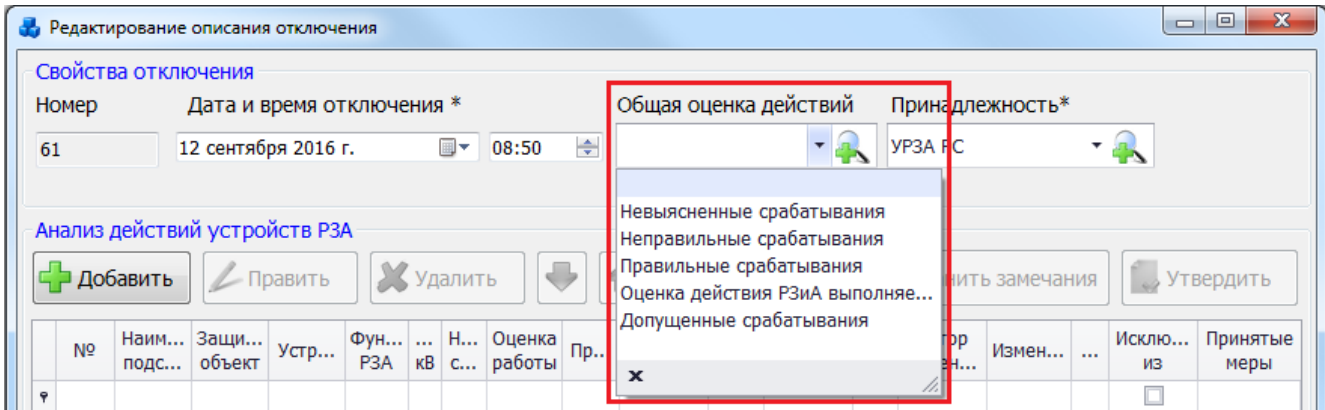 Редактирование описания отключения
Свойства отключения
Номер Дата и время отключения * Общая оценка действий Принадлежность*
61 12 сентября 2016 г. 08:50 УРЗА РС
Невыясненные срабатывания
Неправильные срабатывания
Правильные срабатывания
Оценка действия РЗиА выполняе...
Допущенные срабатывания
x
Анализ действий устройств РЗА
Добавить Править Удалить нить замечания Утвердить
№ Наим... подс... Защи... объект Устр... Фун... РЗА ... кВ Н... с... Оценка работы Пр... Измен... ... Исклю... из Принятые меры